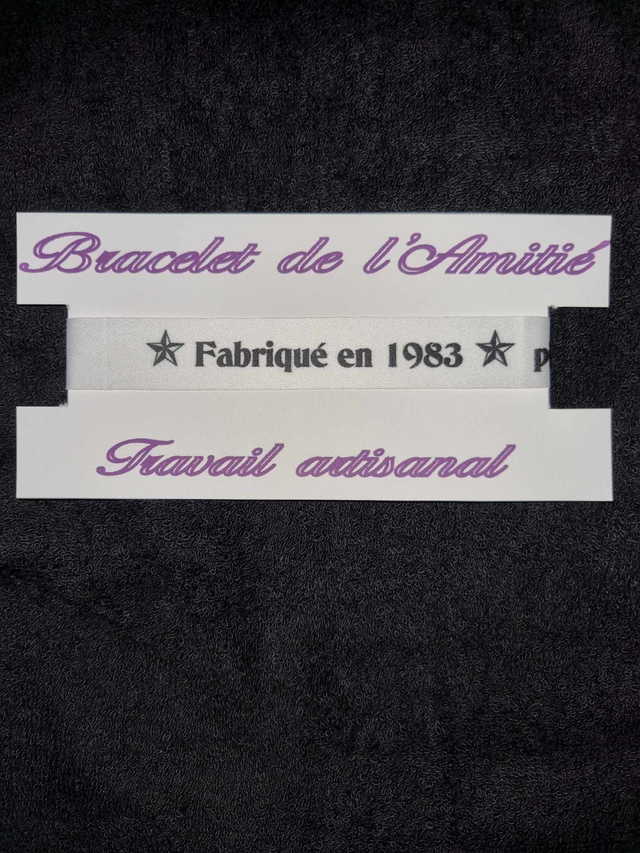 Bracelet de l'Amitié
Fabriqué en 1983 p
Travail artisanal